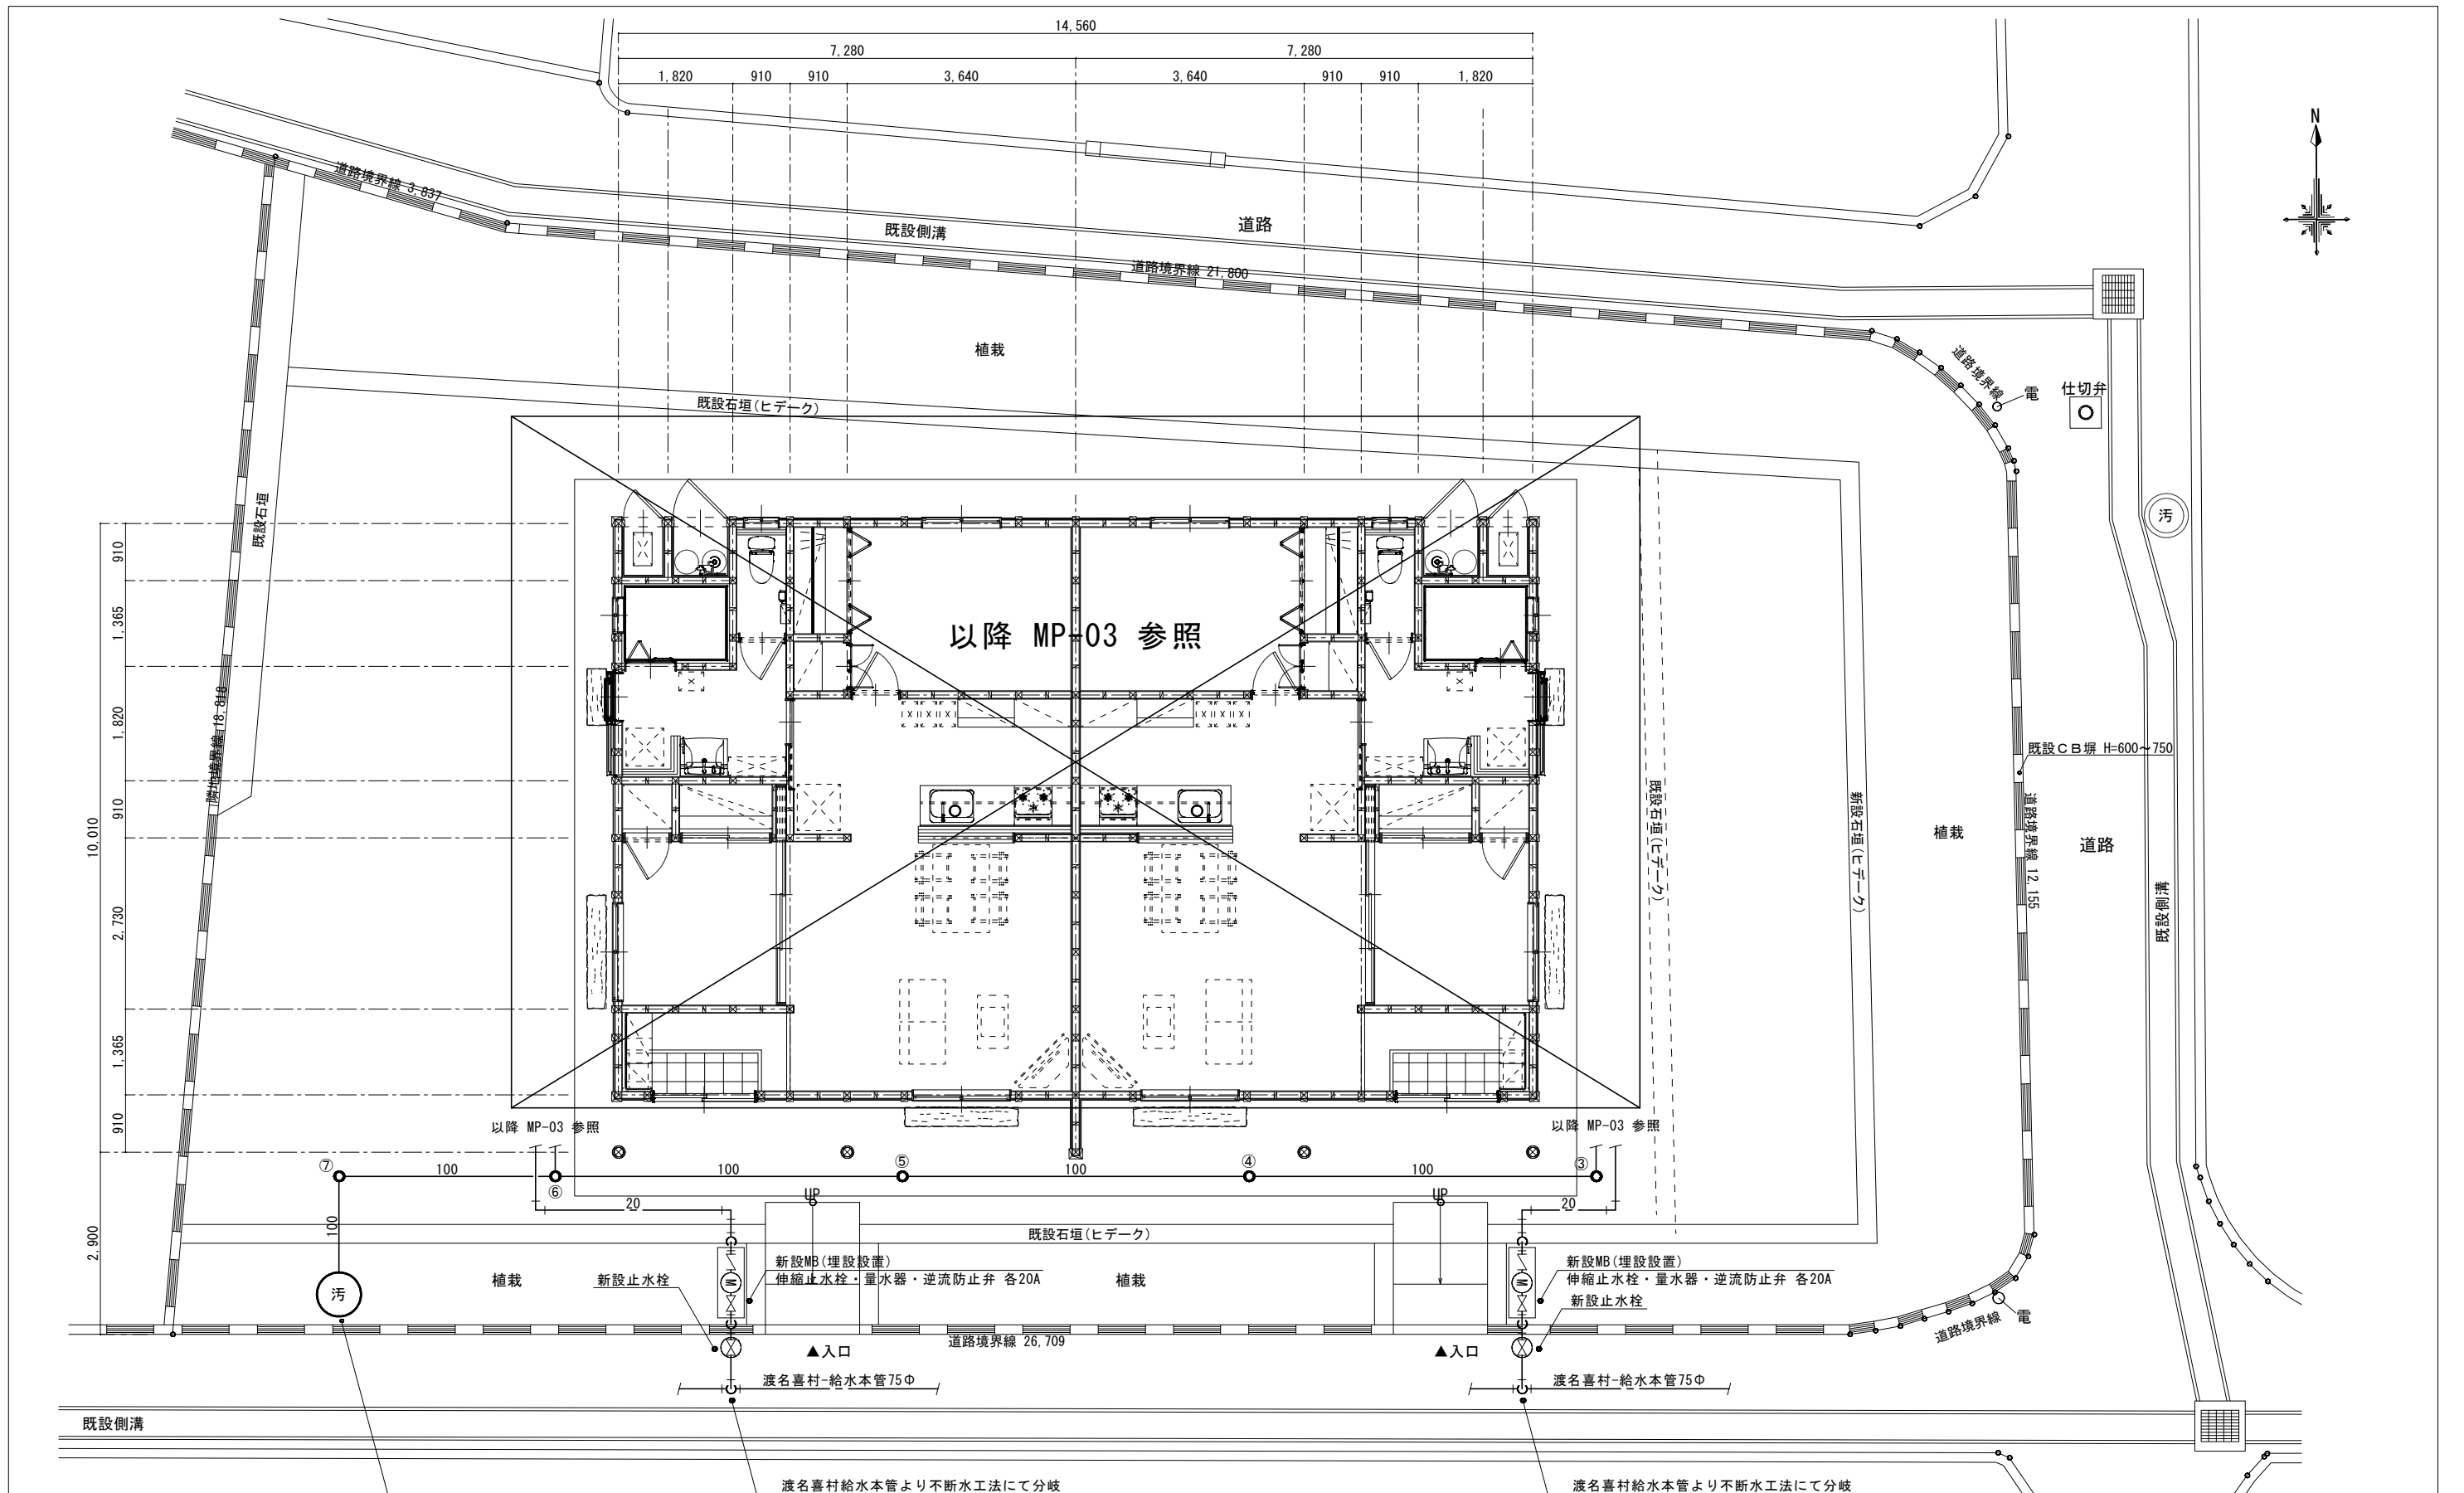 14,560
7,280
7,280
1,820
910
910
3,640
3,640
910
910
1,820
N
道路境界線 3,837
既設側溝
道路
道路境界線 21,800
植栽
道路境界線
電
仕切弁
既設石垣(ヒデーク)
既設石垣
汚
910
1,365
1,820
910
10,010
2,730
1,365
910
2,900
隣地境界線 18,818
以降 MP-03 参照
既設CB塀 H=600~750
既設石垣(ヒデーク)
新設石垣(ヒデーク)
植栽
道路境界線 12,155
道路
既設側溝
以降 MP-03 参照
以降 MP-03 参照
⑦
100
⑥
100
⑤
100
④
100
③
100
20
UP
UP
20
既設石垣(ヒデーク)
汚
植栽
新設止水栓
M
新設MB(埋設設置)
伸縮止水栓・量水器・逆流防止弁 各20A
植栽
M
新設MB(埋設設置)
伸縮止水栓・量水器・逆流防止弁 各20A
新設止水栓
道路境界線
電
道路境界線 26,709
▲入口
▲入口
渡名喜村-給水本管75Φ
渡名喜村-給水本管75Φ
既設側溝
渡名喜村給水本管より不断水工法にて分岐
渡名喜村給水本管より不断水工法にて分岐